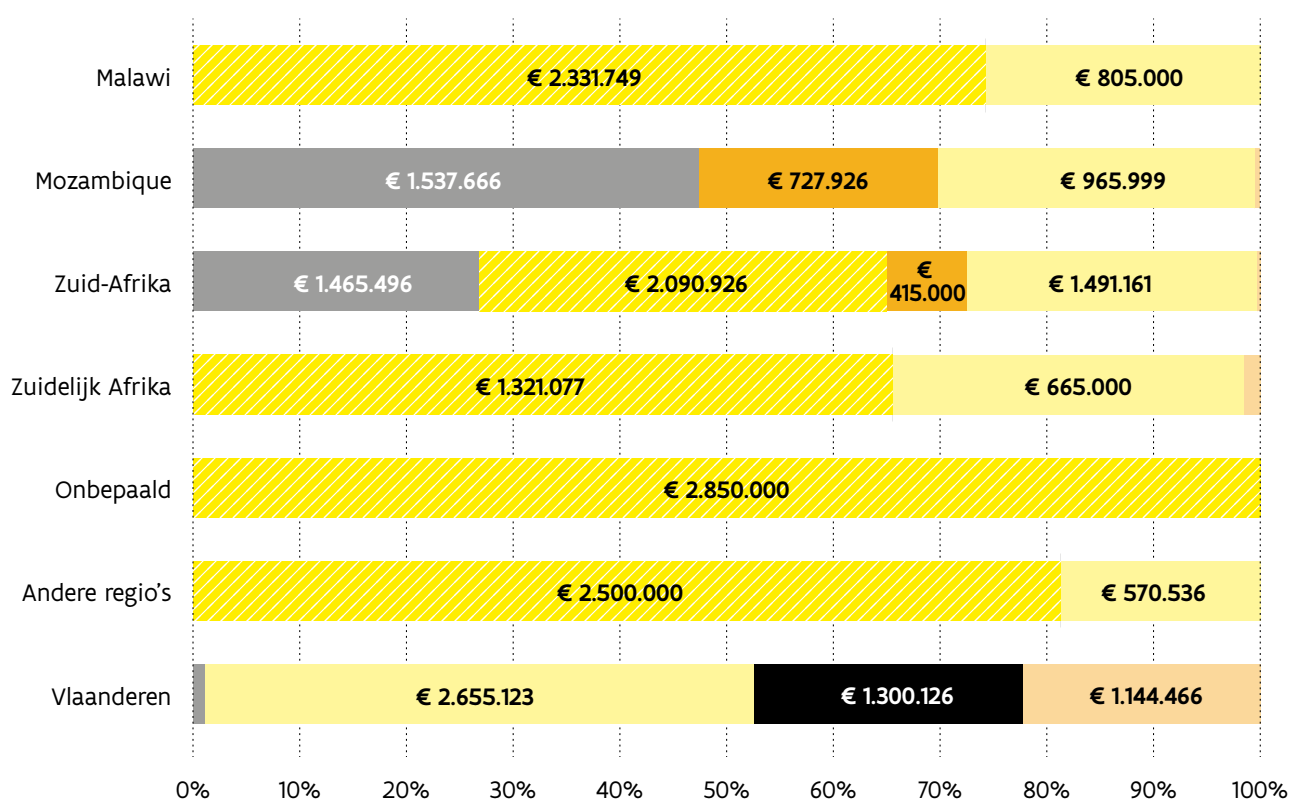 Malawi
€ 2.331.749
€ 805.000
Mozambique
€ 1.537.666
€ 727.926
€ 965.999
Zuid-Afrika
€ 1.465.496
€ 2.090.926
€
415.000
€ 1.491.161
Zuidelijk Afrika
€ 1.321.077
€ 665.000
Onbepaald
€ 2.850.000
Andere regio's
€ 2.500.000
€ 570.536
Vlaanderen
€ 2.655.123
€ 1.300.126
€ 1.144.466
0% 10% 20% 30% 40% 50% 60% 70% 80% 90% 100%